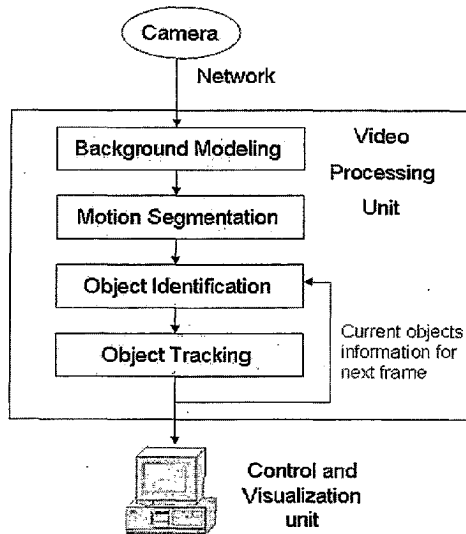 Camera
Network
Video
Processing
Unit
Background Modeling
Motion Segmentation
Object Identification
Object Tracking
Current objects
information for
next frame
Control and
Visualization
unit